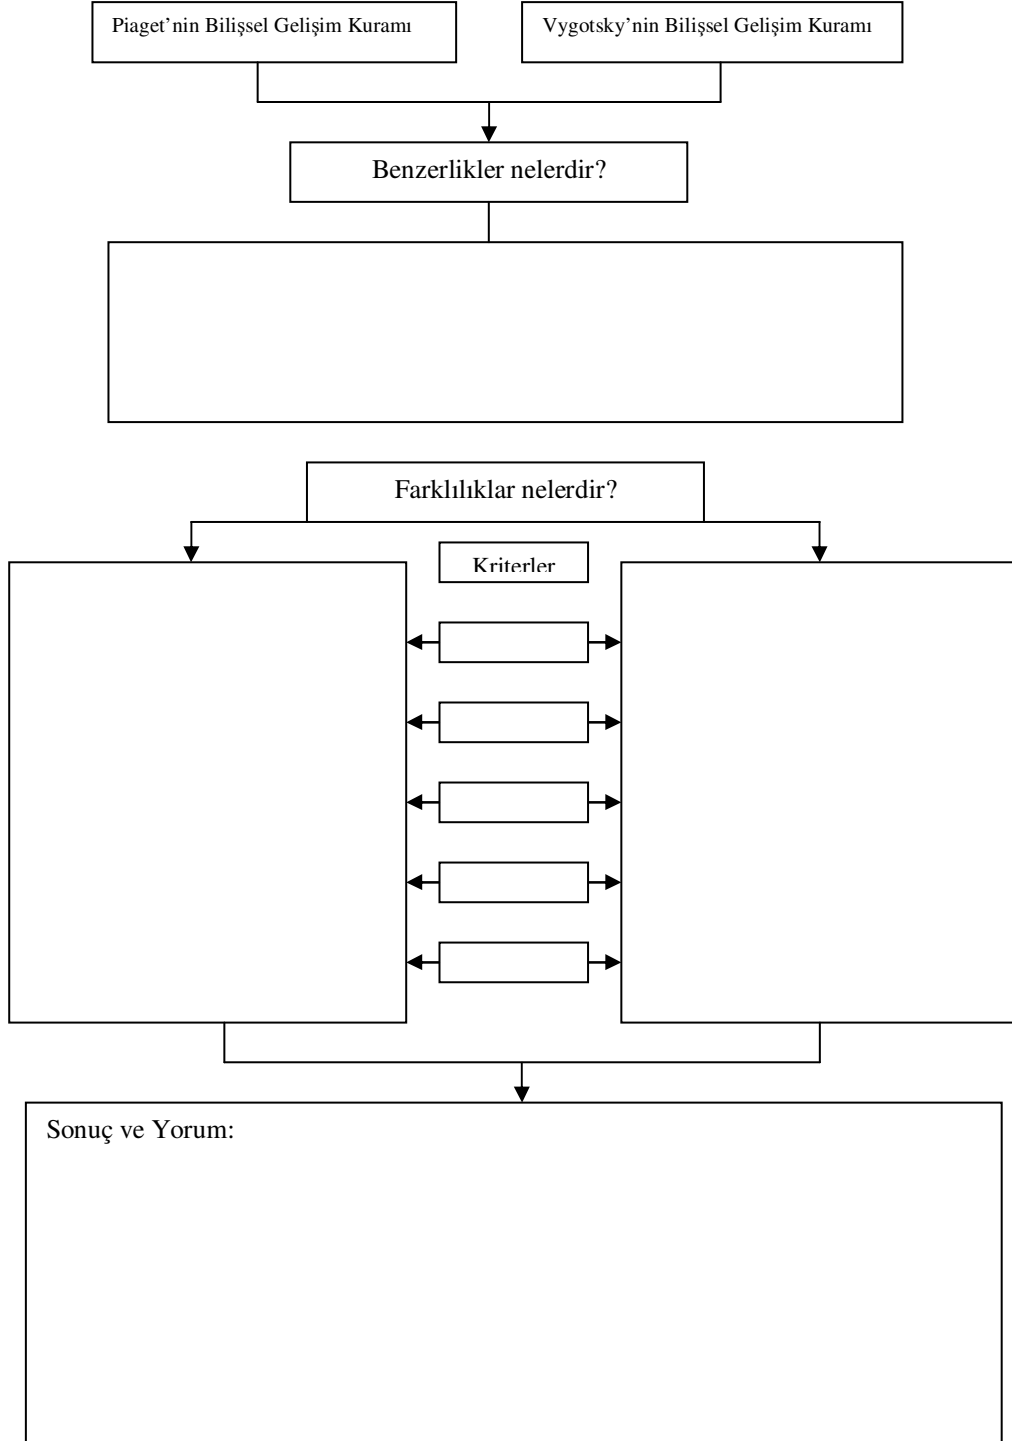 Piaget’nin Bilişsel Gelişim Kuramı
Vygotsky’nin Bilişsel Gelişim Kuramı
Benzerlikler nelerdir?
Farklılıklar nelerdir?
Kriterler
Sonuç ve Yorum: